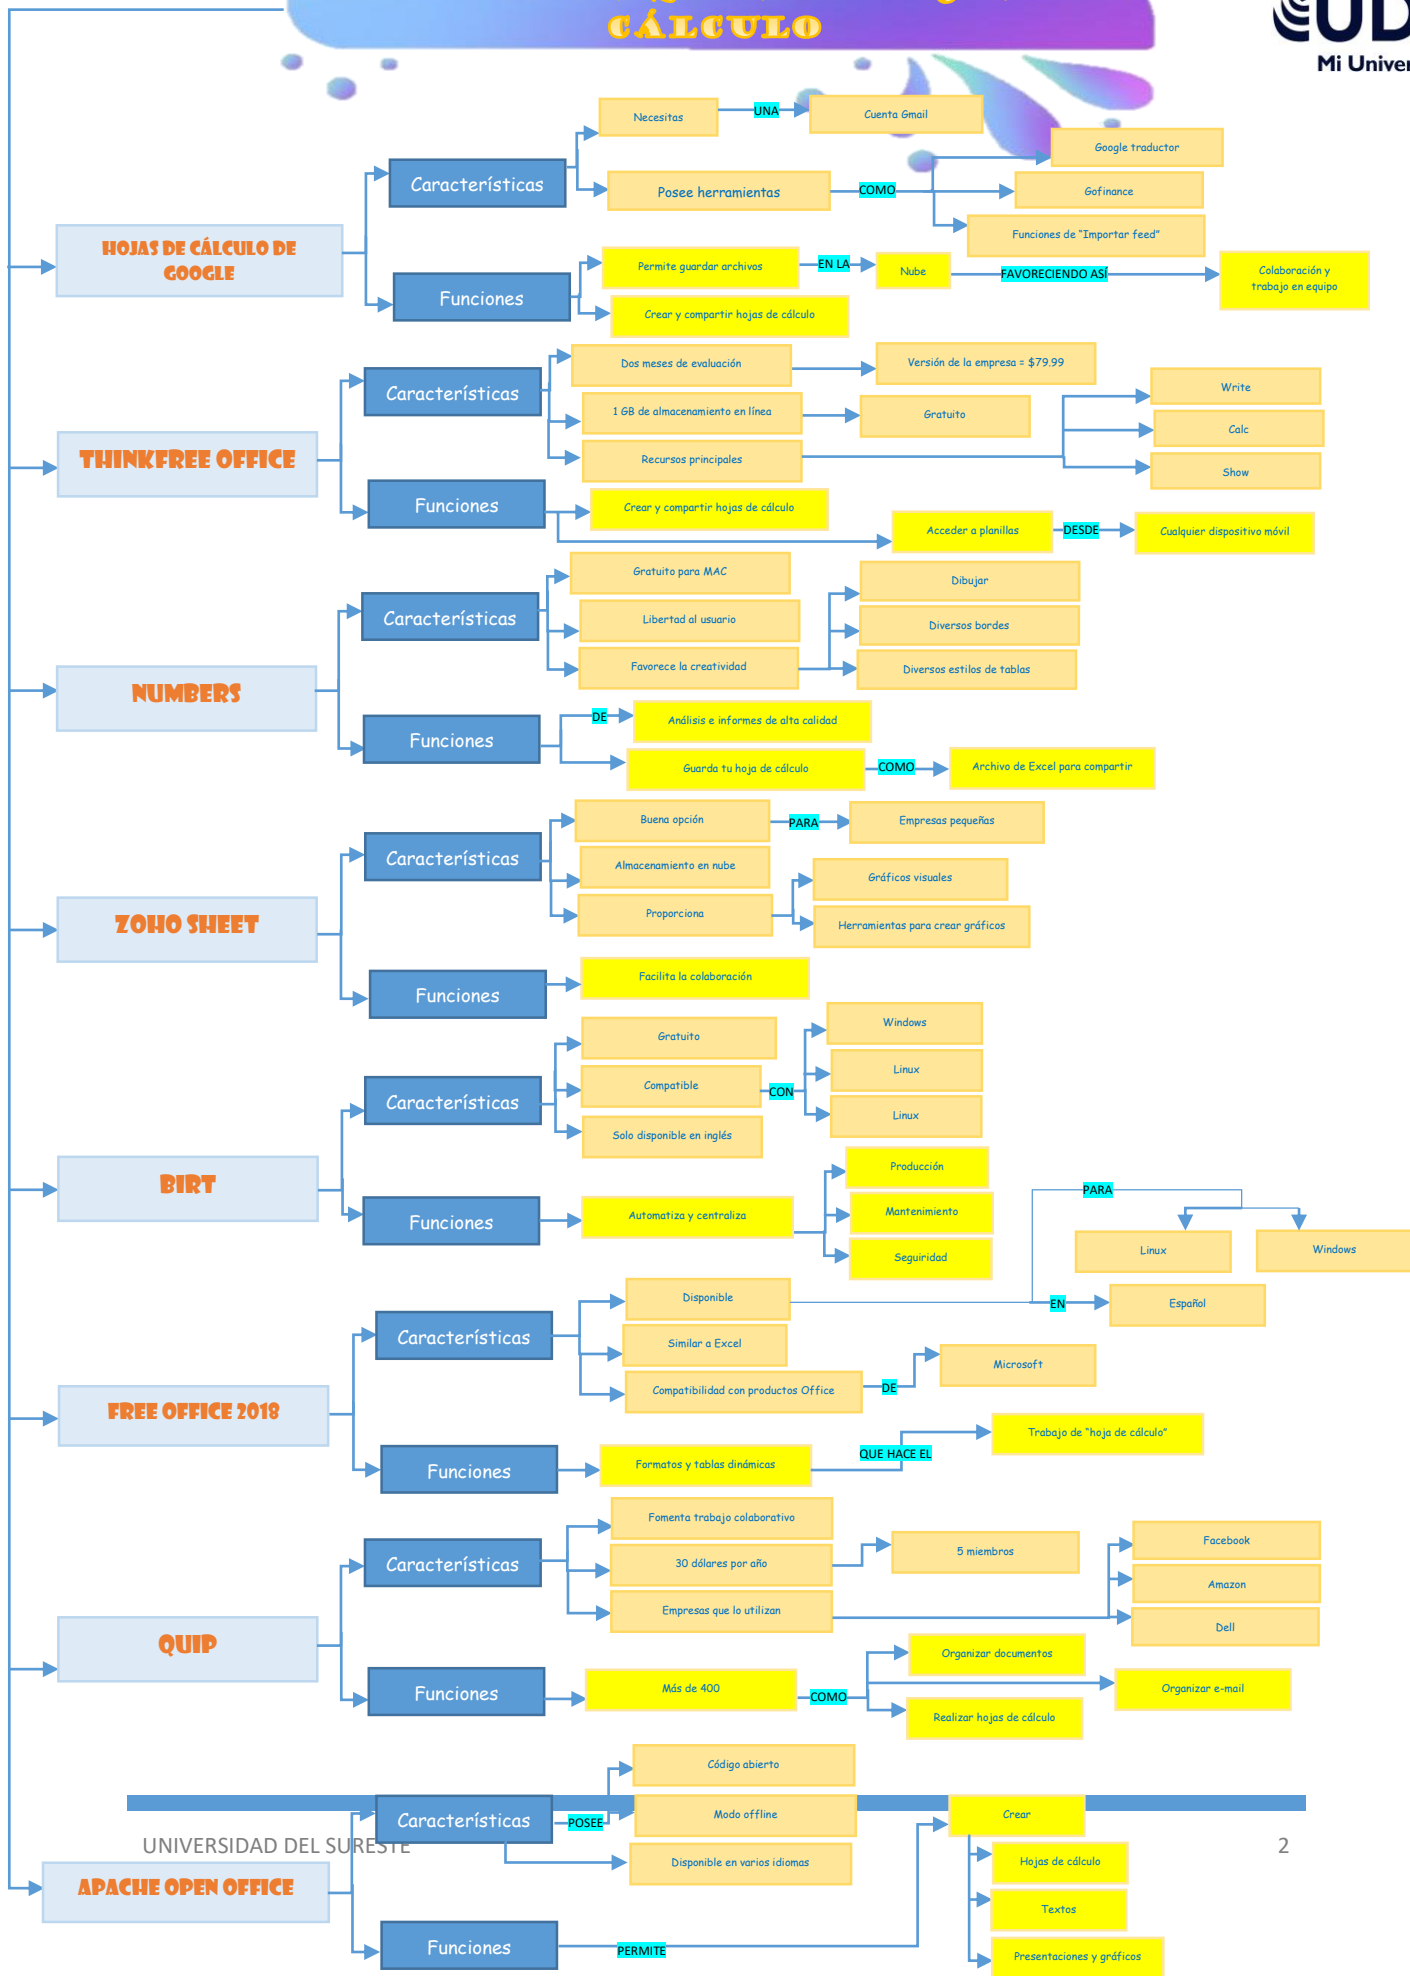 CÁLCULO
UD
Mi Univer
Necesitas
UNA
Cuenta Gmail
Características
Posee herramientas
COMO
Google traductor
Gofinance
Funciones de "Importar feed"
HOJAS DE CÁLCULO DE
GOOGLE
Funciones
Permite guardar archivos
EN LA
Nube
FAVORECIENDO ASÍ
Colaboración y
trabajo en equipo
Crear y compartir hojas de cálculo
THINKFREE OFFICE
Características
Dos meses de evaluación
Versión de la empresa = $79.99
1 GB de almacenamiento en línea
Gratuito
Recursos principales
Write
Calc
Show
Funciones
Crear y compartir hojas de cálculo
Acceder a planillas
DESDE
Cualquier dispositivo móvil
NUMBERS
Características
Gratuito para MAC
Libertad al usuario
Favorece la creatividad
Dibujar
Diversos bordes
Diversos estilos de tablas
Funciones
DE
Análisis e informes de alta calidad
Guarda tu hoja de cálculo
COMO
Archivo de Excel para compartir
ZOHO SHEET
Características
Buena opción
PARA
Empresas pequeñas
Almacenamiento en nube
Proporciona
Gráficos visuales
Herramientas para crear gráficos
Funciones
Facilita la colaboración
BIRT
Características
Gratuito
Compatible
CON
Windows
Linux
Linux
Solo disponible en inglés
Funciones
Automatiza y centraliza
Producción
Mantenimiento
Seguiridad
FREE OFFICE 2018
Características
Disponible
PARA
Linux
Windows
EN
Español
Similar a Excel
Compatibilidad con productos Office
DE
Microsoft
Funciones
Formatos y tablas dinámicas
QUE HACE EL
Trabajo de "hoja de cálculo"
QUIP
Características
Fomenta trabajo colaborativo
30 dólares por año
5 miembros
Empresas que lo utilizan
Facebook
Amazon
Dell
Funciones
Más de 400
COMO
Organizar documentos
Organizar e-mail
Realizar hojas de cálculo
APACHE OPEN OFFICE
Características
POSEE
Código abierto
Modo offline
Disponible en varios idiomas
Funciones
PERMITE
Crear
Hojas de cálculo
Textos
Presentaciones y gráficos
UNIVERSIDAD DEL SURESTE
2